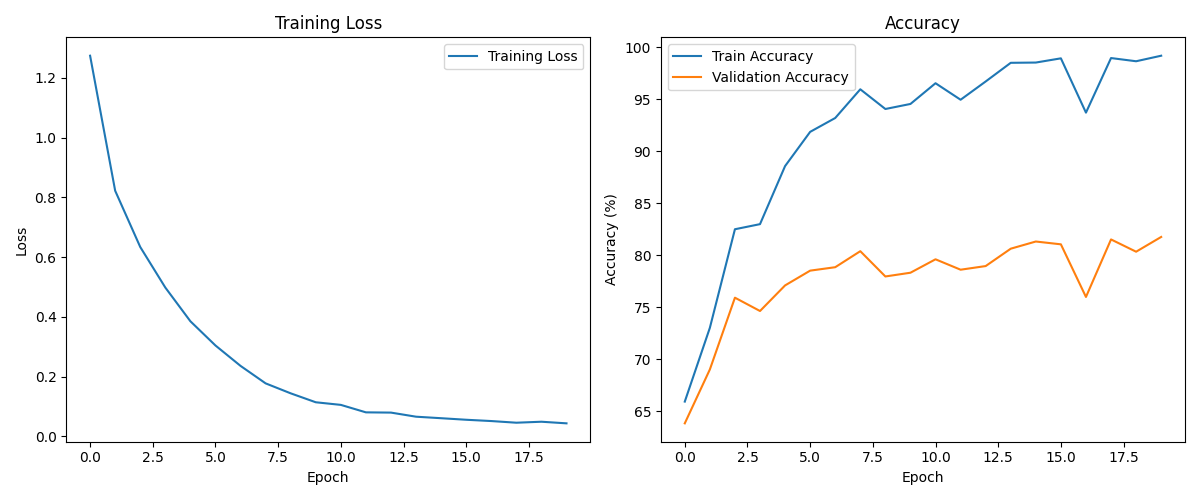 Training Loss
Training Loss
1.2
1.0
0.8
0.6
0.4
0.2
0.0
Loss
0.0 2.5 5.0 7.5 10.0 12.5 15.0 17.5
Epoch
Accuracy
Train Accuracy
Validation Accuracy
100
95
90
85
80
75
70
65
Accuracy (%)
0.0 2.5 5.0 7.5 10.0 12.5 15.0 17.5
Epoch